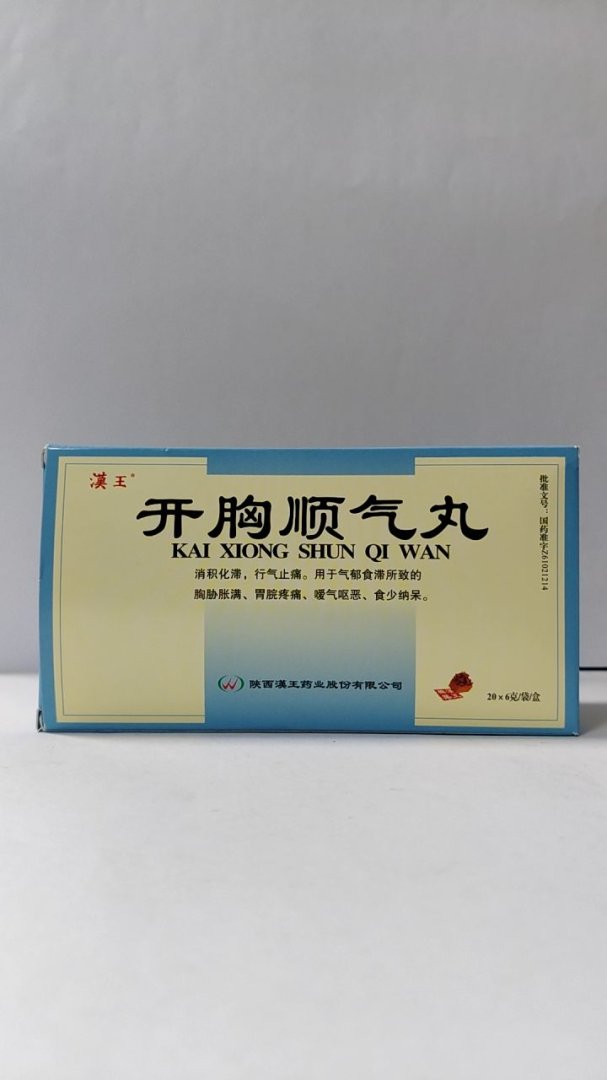 漢王®
开胸顺气丸
KAI XIONG SHUN QI WAN
消积化滞，行气止痛。用于气郁食滞所致的
胸胁胀满、胃脘疼痛、嗳气呕恶、食少纳呆。
批准文号：国药准字Z61021214
陕西漢王药业股份有限公司
20×6克/袋/盒